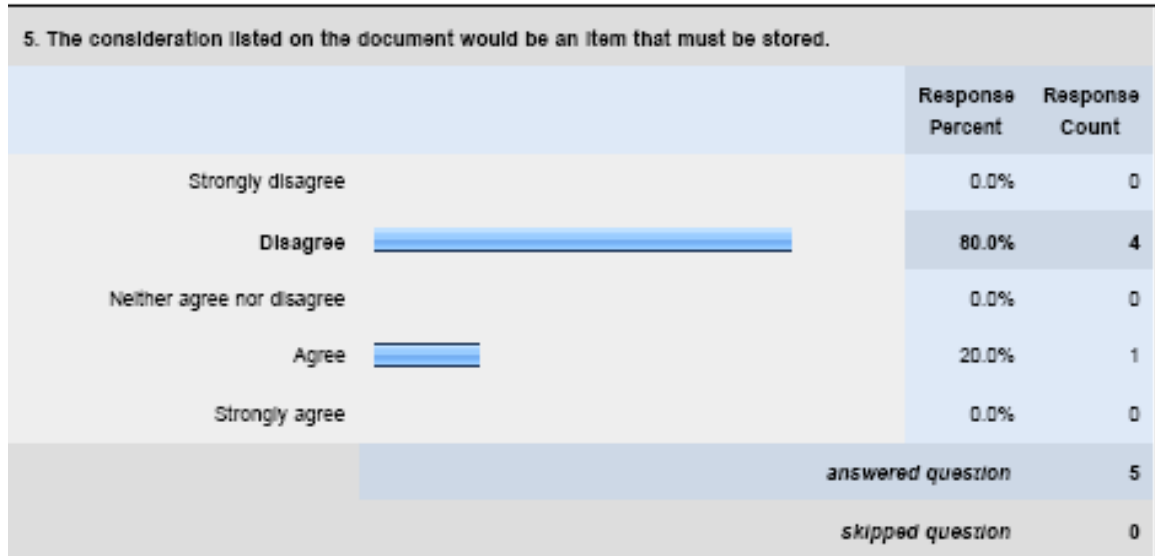 5. The consideration listed on the document would be an item that must be stored.
Response Percent Response Count
Strongly disagree 0.0% 0
Disagree 80.0% 4
Neither agree nor disagree 0.0% 0
Agree 20.0% 1
Strongly agree 0.0% 0
answered question 5
skipped question 0